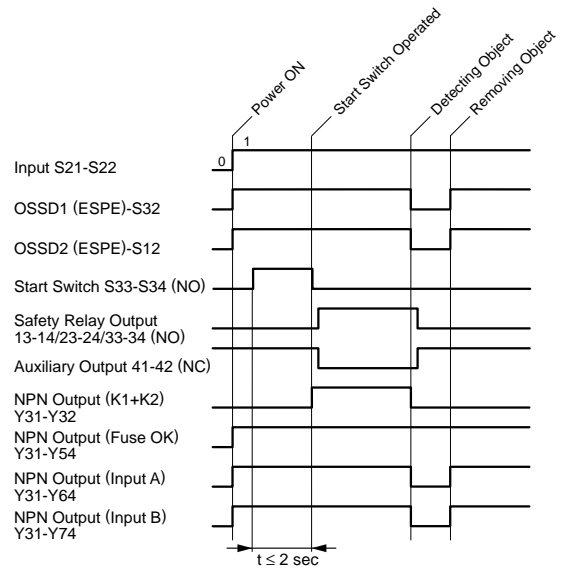 Power ON
Start Switch Operated
Detecting Object
Removing Object
1
0
Input S21-S22
OSSD1 (ESPE)-S32
OSSD2 (ESPE)-S12
Start Switch S33-S34 (NO)
Safety Relay Output
13-14/23-24/33-34 (NO)
Auxiliary Output 41-42 (NC)
NPN Output (K1+K2)
Y31-Y32
NPN Output (Fuse OK)
Y31-Y54
NPN Output (Input A)
Y31-Y64
NPN Output (Input B)
Y31-Y74
t ≤ 2 sec